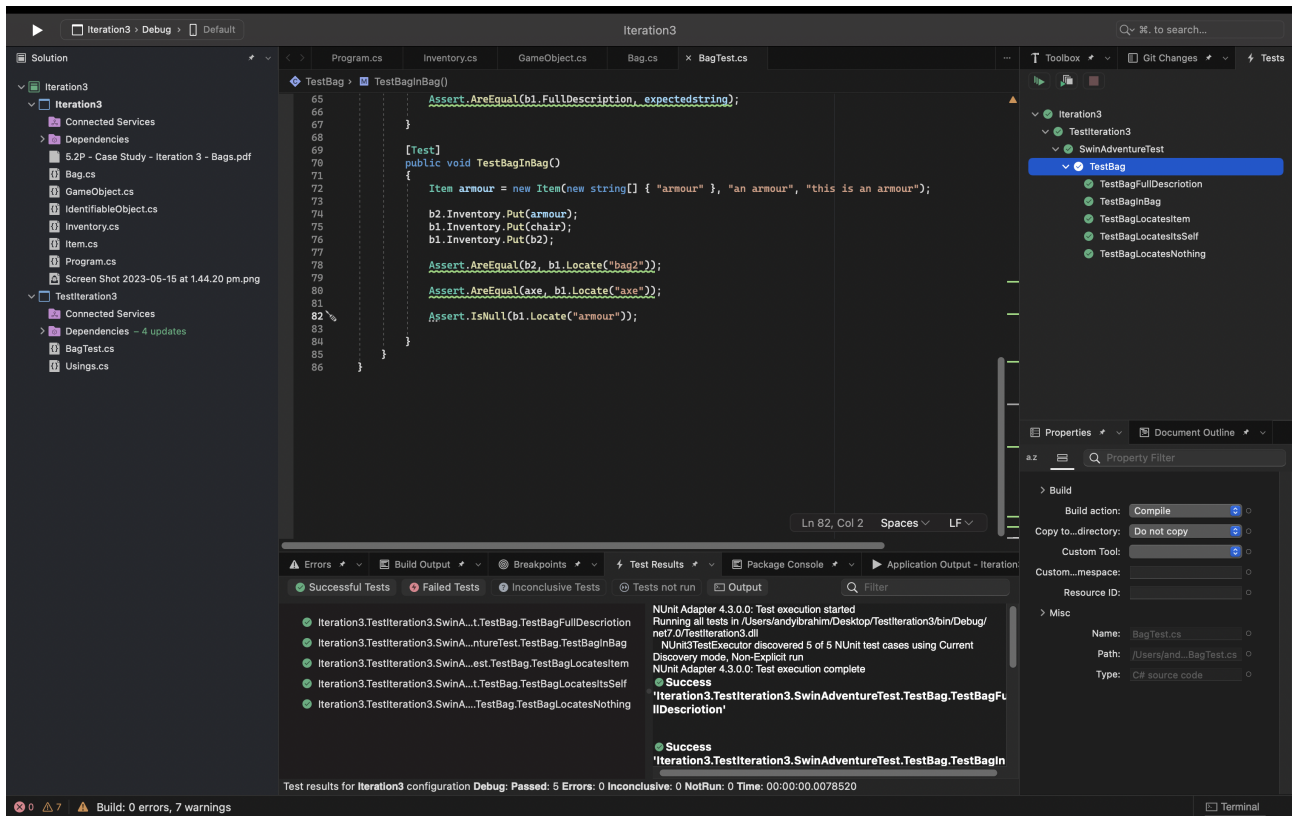 Iteration3 › Debug › Default
Iteration3
⌘. to search...
Solution
Program.cs
Inventory.cs
GameObject.cs
Bag.cs
× BagTest.cs
Toolbox
Git Changes
Tests
TestBag › TestBagInBag()
Iteration3
Iteration3
Connected Services
Dependencies
5.2P - Case Study - Iteration 3 - Bags.pdf
Bag.cs
GameObject.cs
IdentifiableObject.cs
Inventory.cs
Item.cs
Program.cs
Screen Shot 2023-05-15 at 1.44.20 pm.png
TestIteration3
Connected Services
Dependencies – 4 updates
BagTest.cs
Usings.cs
65 Assert.AreEqual(b1.FullDescription, expectedstring);
66
67 }
68
69 [Test]
70 public void TestBagInBag()
71 {
72 Item armour = new Item(new string[] { "armour" }, "an armour", "this is an armour");
73
74 b2.Inventory.Put(armour);
75 b1.Inventory.Put(chair);
76 b1.Inventory.Put(b2);
77
78 Assert.AreEqual(b2, b1.Locate("bag2"));
79
80 Assert.AreEqual(axe, b1.Locate("axe"));
81
82 Assert.IsNull(b1.Locate("armour"));
83
84 }
85 }
86 }
Ln 82, Col 2 Spaces LF
Iteration3
TestIteration3
SwinAdventureTest
TestBag
TestBagFullDescriotion
TestBagInBag
TestBagLocatesItem
TestBagLocatesItsSelf
TestBagLocatesNothing
Properties
Document Outline
az
Property Filter
Build
Build action: Compile
Copy to...directory: Do not copy
Custom Tool:
Custom...mespace:
Resource ID:
Misc
Name: BagTest.cs
Path: /Users/and...BagTest.cs
Type: C# source code
Errors
Build Output
Breakpoints
Test Results
Package Console
Application Output - Iteration
Successful Tests
Failed Tests
Inconclusive Tests
Tests not run
Output
Filter
Iteration3.TestIteration3.SwinA...t.TestBag.TestBagFullDescriotion
Iteration3.TestIteration3.SwinA...ntureTest.TestBag.TestBagInBag
Iteration3.TestIteration3.SwinA...est.TestBag.TestBagLocatesItem
Iteration3.TestIteration3.SwinA...t.TestBag.TestBagLocatesItsSelf
Iteration3.TestIteration3.SwinA....TestBag.TestBagLocatesNothing
NUnit Adapter 4.3.0.0: Test execution started
Running all tests in /Users/andyibrahim/Desktop/TestIteration3/bin/Debug/
net7.0/TestIteration3.dll
NUnit3TestExecutor discovered 5 of 5 NUnit test cases using Current
Discovery mode, Non-Explicit run
NUnit Adapter 4.3.0.0: Test execution complete
Success
'Iteration3.TestIteration3.SwinAdventureTest.TestBag.TestBagFu
llDescriotion'
Success
'Iteration3.TestIteration3.SwinAdventureTest.TestBag.TestBagIn
Test results for Iteration3 configuration Debug: Passed: 5 Errors: 0 Inconclusive: 0 NotRun: 0 Time: 00:00:00.0078520
0 7 Build: 0 errors, 7 warnings
Terminal